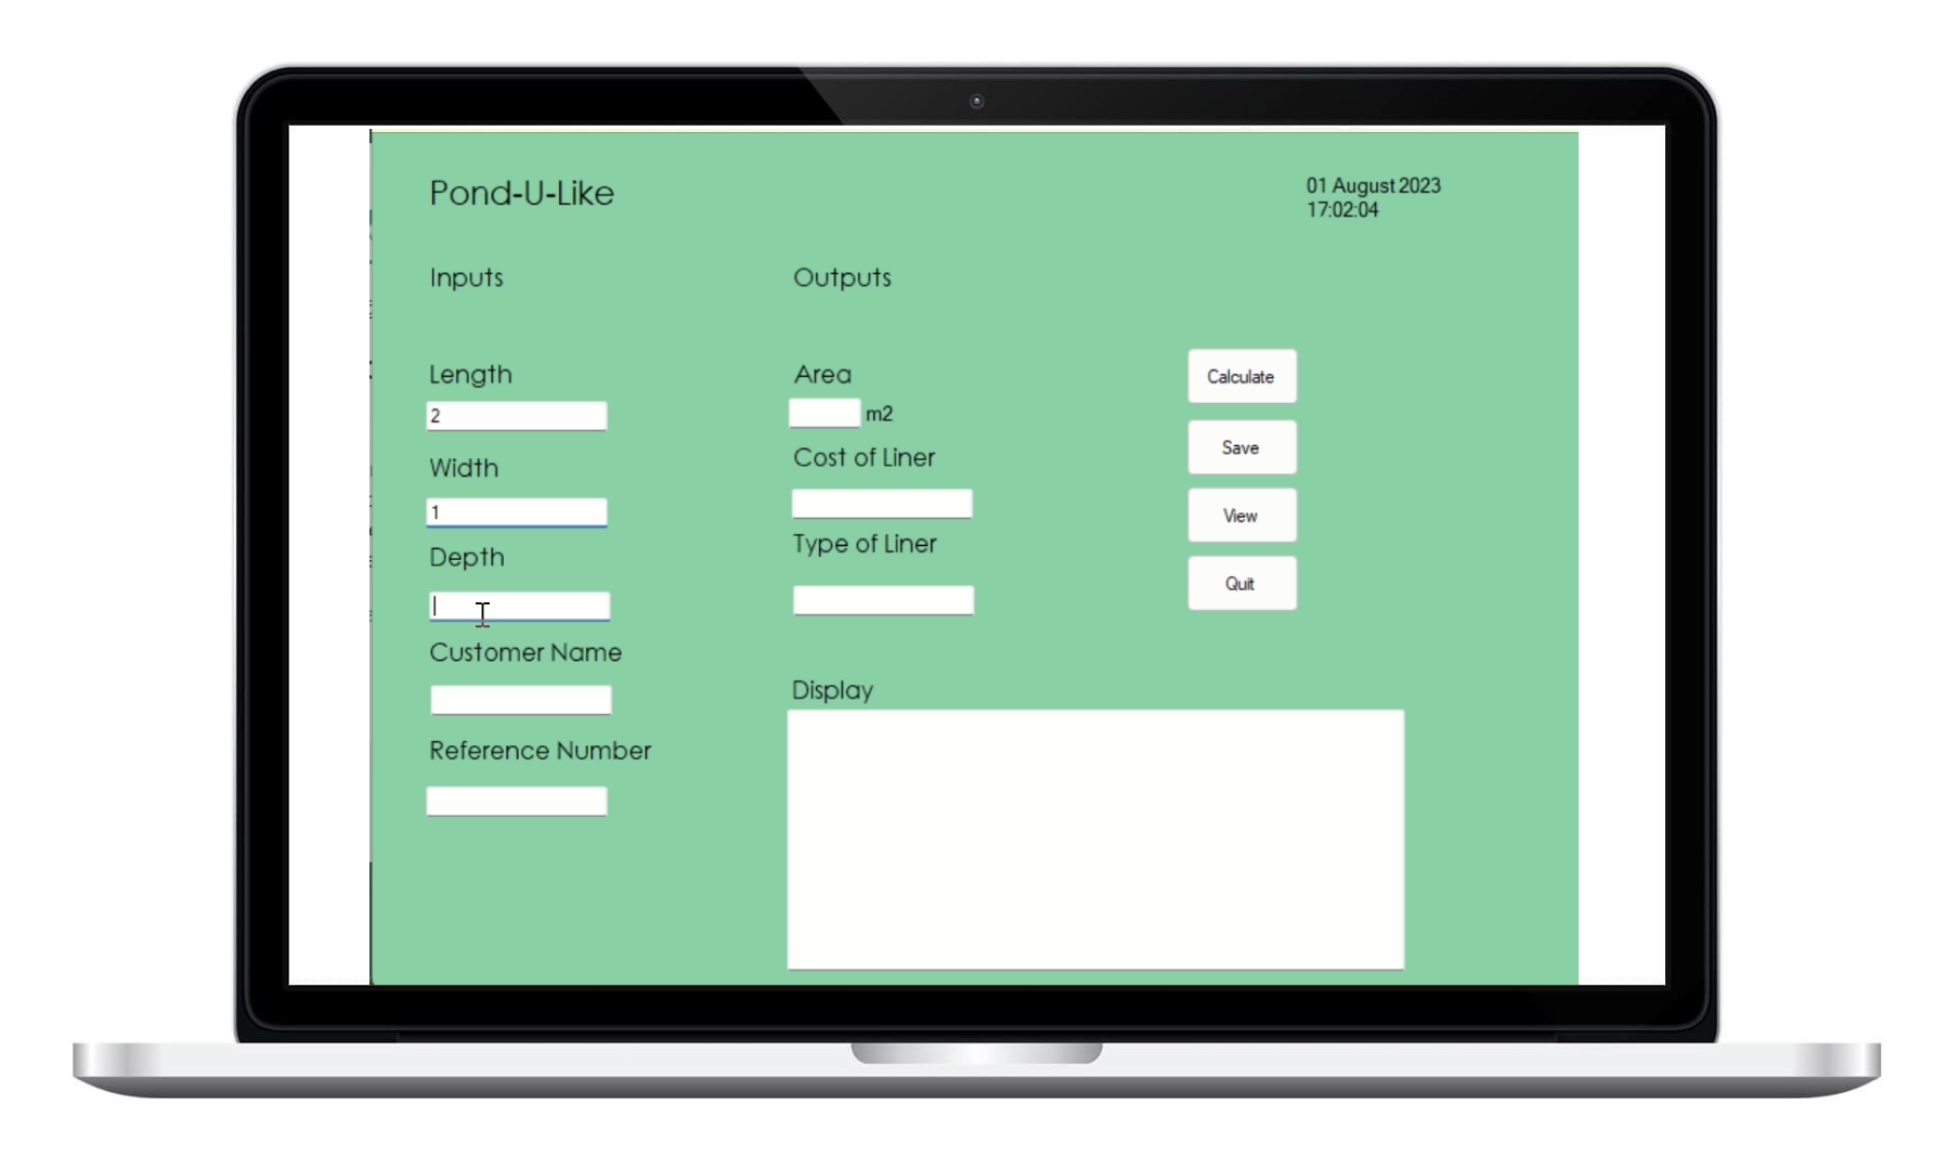 Pond-U-Like
01 August 2023
17:02:04
Inputs
Outputs
Length
2
Width
1
Depth
Customer Name
Reference Number
Area
m2
Cost of Liner
Type of Liner
Calculate
Save
View
Quit
Display